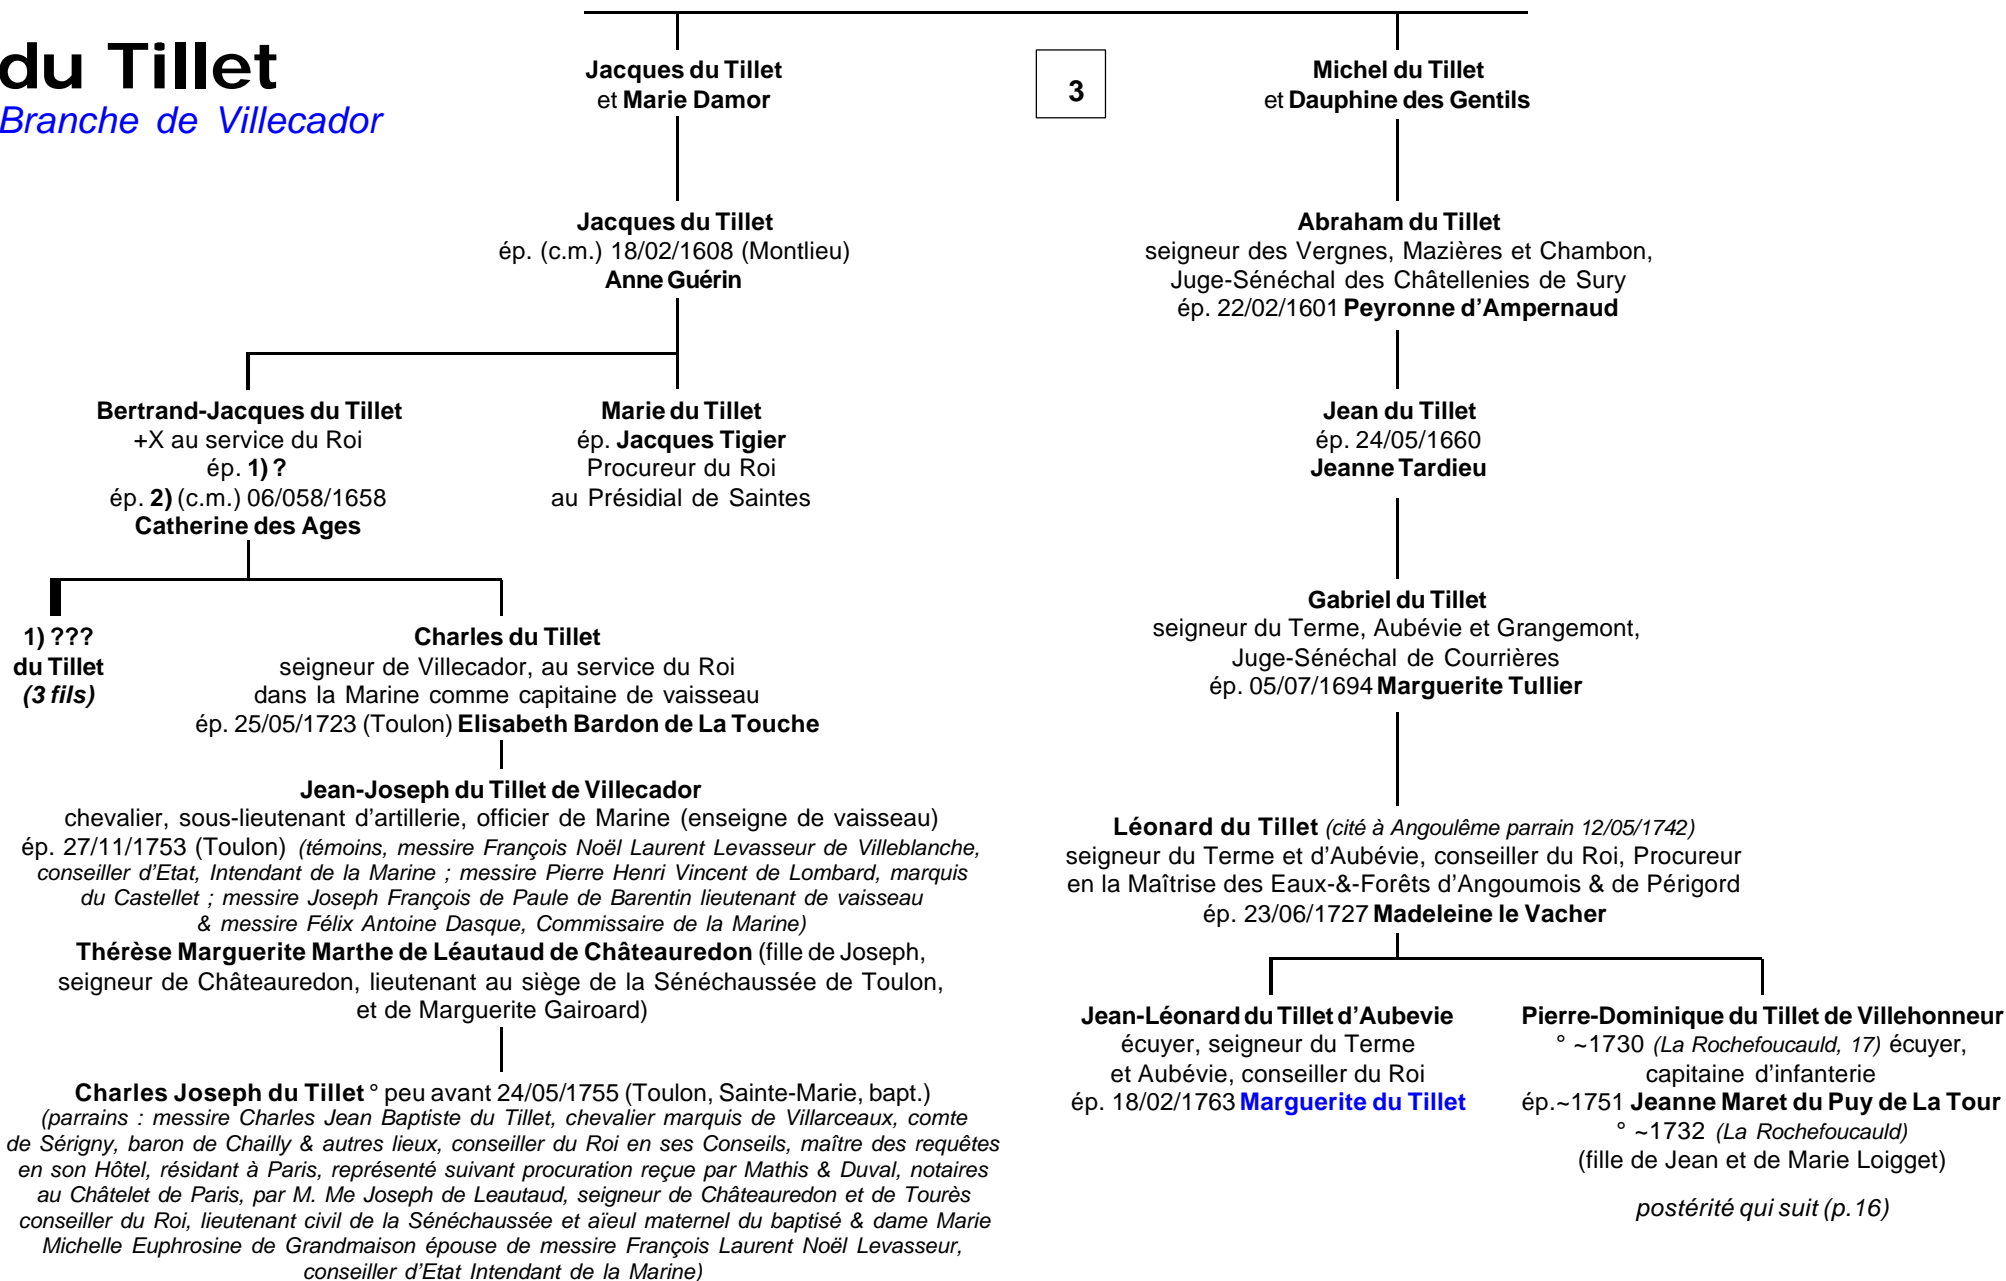 du Tillet
Branche de Villecador
Jacques du Tillet
et Marie Damor
3
Michel du Tillet
et Dauphine des Gentils
Jacques du Tillet
ép. (c.m.) 18/02/1608 (Montlieu)
Anne Guérin
Abraham du Tillet
seigneur des Vergnes, Mazières et Chambon,
Juge-Sénéchal des Châtellenies de Sury
ép. 22/02/1601 Peyronne d’Ampernaud
Bertrand-Jacques du Tillet
+X au service du Roi
ép. 1) ?
ép. 2) (c.m.) 06/058/1658
Catherine des Ages
Marie du Tillet
ép. Jacques Tigier
Procureur du Roi
au Présidial de Saintes
Jean du Tillet
ép. 24/05/1660
Jeanne Tardieu
1) ???
du Tillet
(3 fils)
Charles du Tillet
seigneur de Villecador, au service du Roi
dans la Marine comme capitaine de vaisseau
ép. 25/05/1723 (Toulon) Elisabeth Bardon de La Touche
Gabriel du Tillet
seigneur du Terme, Aubévie et Grangemont,
Juge-Sénéchal de Courrières
ép. 05/07/1694 Marguerite Tullier
Jean-Joseph du Tillet de Villecador
chevalier, sous-lieutenant d’artillerie, officier de Marine (enseigne de vaisseau)
ép. 27/11/1753 (Toulon) (témoins, messire François Noël Laurent Levasseur de Villeblanche,
conseiller d’Etat, Intendant de la Marine ; messire Pierre Henri Vincent de Lombard, marquis
du Castellet ; messire Joseph François de Paule de Barentin lieutenant de vaisseau
& messire Félix Antoine Dasque, Commissaire de la Marine)
Thérèse Marguerite Marthe de Léautaud de Châteauredon (fille de Joseph,
seigneur de Châteauredon, lieutenant au siège de la Sénéchaussée de Toulon,
et de Marguerite Gairoard)
Léonard du Tillet (cité à Angoulême parrain 12/05/1742)
seigneur du Terme et d’Aubévie, conseiller du Roi, Procureur
en la Maîtrise des Eaux-&-Forêts d’Angoumois & de Périgord
ép. 23/06/1727 Madeleine le Vacher
Charles Joseph du Tillet ° peu avant 24/05/1755 (Toulon, Sainte-Marie, bapt.)
(parrains : messire Charles Jean Baptiste du Tillet, chevalier marquis de Villarceaux, comte
de Sérigny, baron de Chailly & autres lieux, conseiller du Roi en ses Conseils, maître des requêtes
en son Hôtel, résidant à Paris, représenté suivant procuration reçue par Mathis & Duval, notaires
au Châtelet de Paris, par M. Me Joseph de Leautaud, seigneur de Châteauredon et de Tourès
conseiller du Roi, lieutenant civil de la Sénéchaussée et aïeul maternel du baptisé & dame Marie
Michelle Euphrosine de Grandmaison épouse de messire François Laurent Noël Levasseur,
conseiller d’Etat Intendant de la Marine)
Jean-Léonard du Tillet d’Aubevie
écuyer, seigneur du Terme
et Aubévie, conseiller du Roi
ép. 18/02/1763 Marguerite du Tillet
Pierre-Dominique du Tillet de Villehonneur
° ~1730 (La Rochefoucauld, 17) écuyer,
capitaine d’infanterie
ép.~1751 Jeanne Maret du Puy de La Tour
° ~1732 (La Rochefoucauld)
(fille de Jean et de Marie Loigget)
postérité qui suit (p.16)